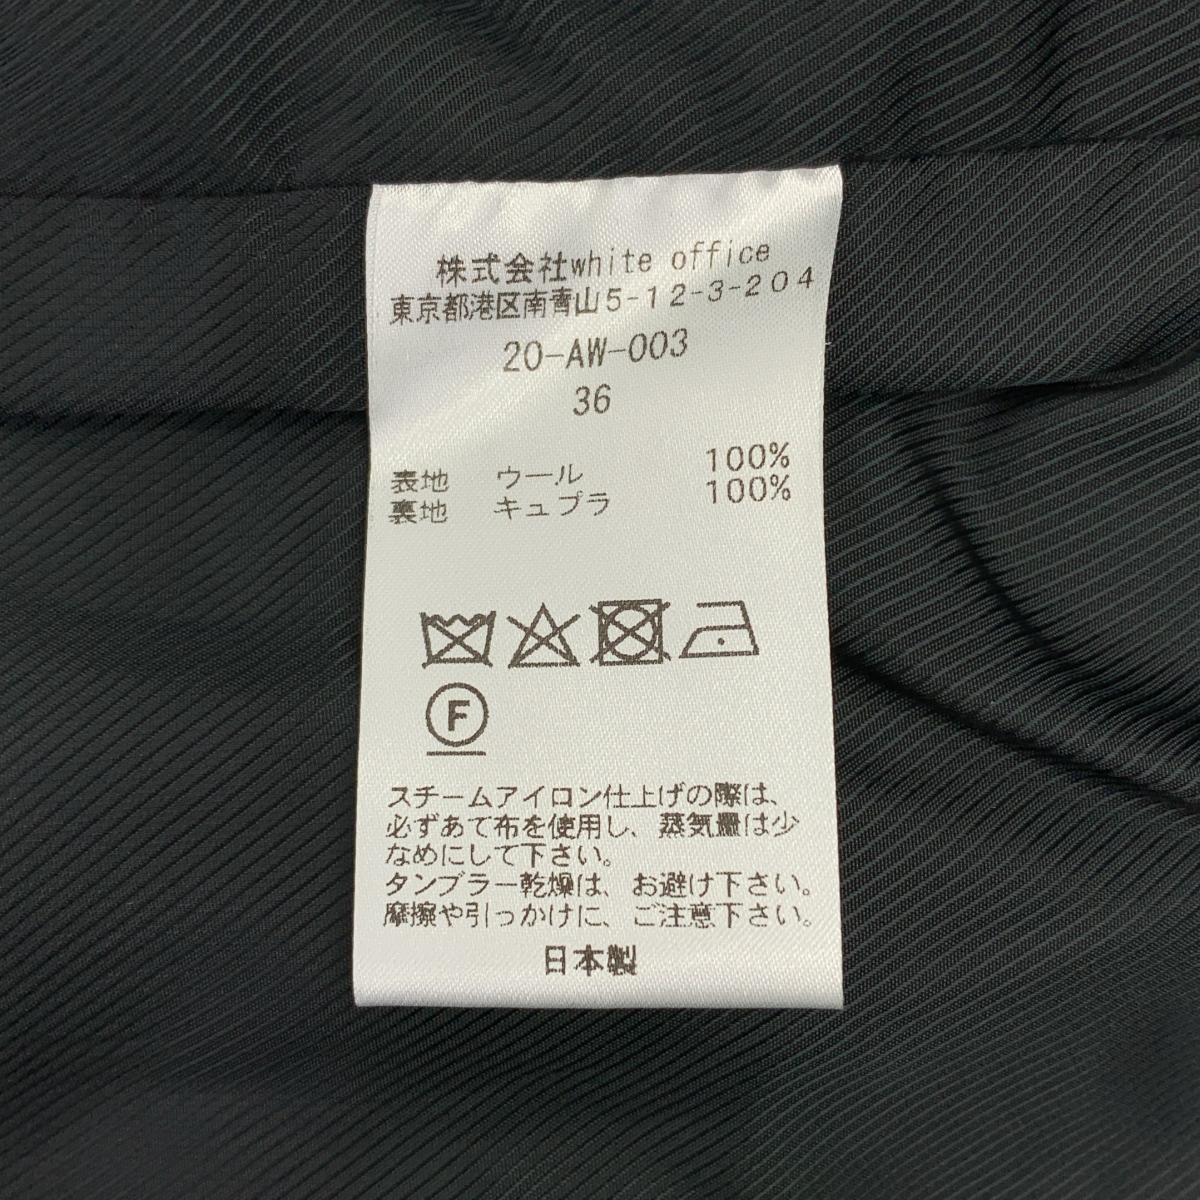 株式会社white office
東京都港区南青山5-12-3-204
20-AW-003
36
表地 ウール 100%
裏地 キュプラ 100%
F
スチームアイロン仕上げの際は、
必ずあて布を使用し、蒸気量は少
なめにして下さい。
タンブラー乾燥は、お避け下さい。
摩擦や引っかけに、ご注意下さい。
日本製